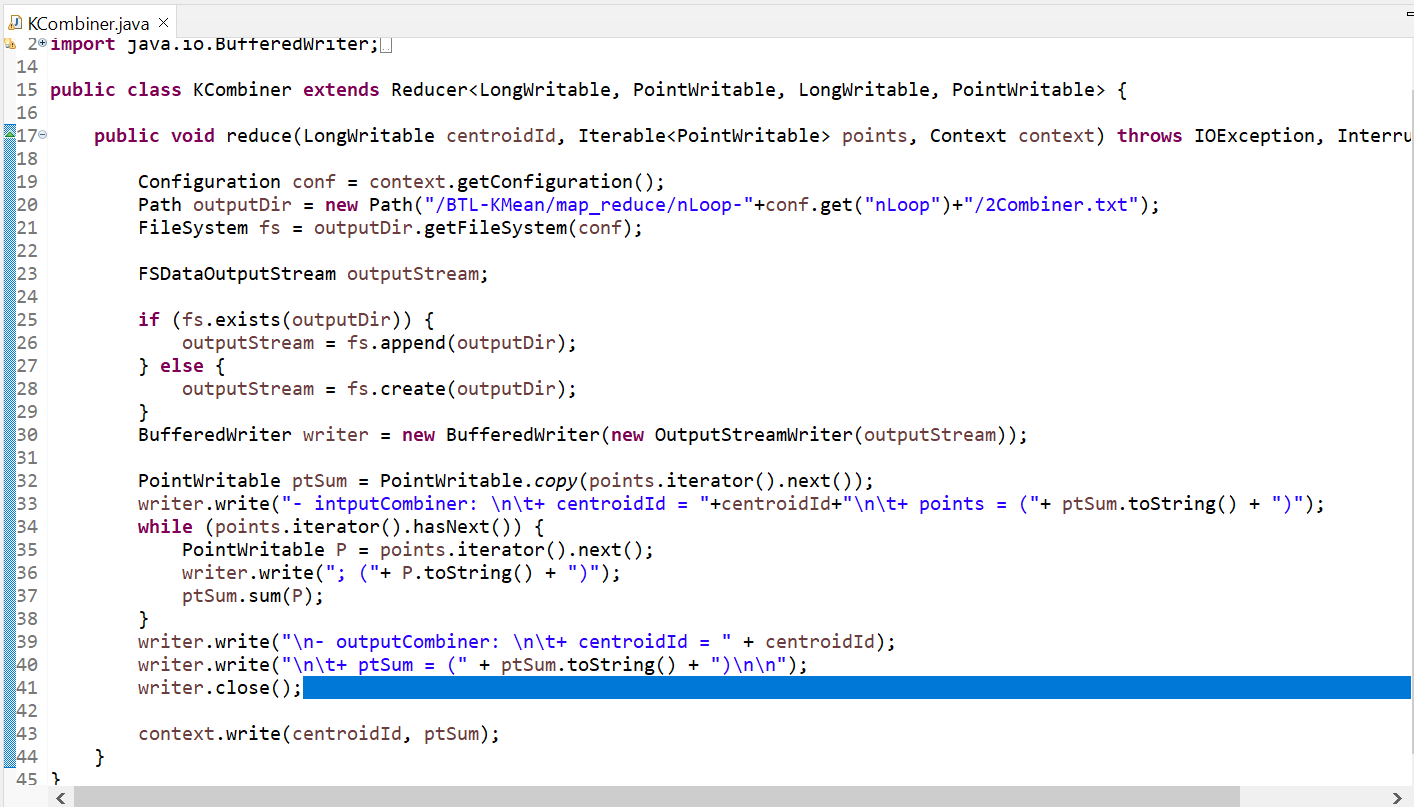 KCombiner.java
2 import java.io.BufferedWriter;
14
15 public class KCombiner extends Reducer<LongWritable, PointWritable, LongWritable, PointWritable> {
16
17     public void reduce(LongWritable centroidId, Iterable<PointWritable> points, Context context) throws IOException, Interru
18
19         Configuration conf = context.getConfiguration();
20         Path outputDir = new Path("/BTL-KMean/map_reduce/nLoop-"+conf.get("nLoop")+"/2Combiner.txt");
21         FileSystem fs = outputDir.getFileSystem(conf);
22
23         FSDataOutputStream outputStream;
24
25         if (fs.exists(outputDir)) {
26             outputStream = fs.append(outputDir);
27         } else {
28             outputStream = fs.create(outputDir);
29         }
30         BufferedWriter writer = new BufferedWriter(new OutputStreamWriter(outputStream));
31
32         PointWritable ptSum = PointWritable.copy(points.iterator().next());
33         writer.write("- intputCombiner: \n\t+ centroidId = "+centroidId+"\n\t+ points = ("+ ptSum.toString() + ")");
34         while (points.iterator().hasNext()) {
35             PointWritable P = points.iterator().next();
36             writer.write("; ("+ P.toString() + ")");
37             ptSum.sum(P);
38         }
39         writer.write("\n- outputCombiner: \n\t+ centroidId = " + centroidId);
40         writer.write("\n\t+ ptSum = (" + ptSum.toString() + ")\n\n");
41         writer.close();
42
43         context.write(centroidId, ptSum);
44     }
45 }